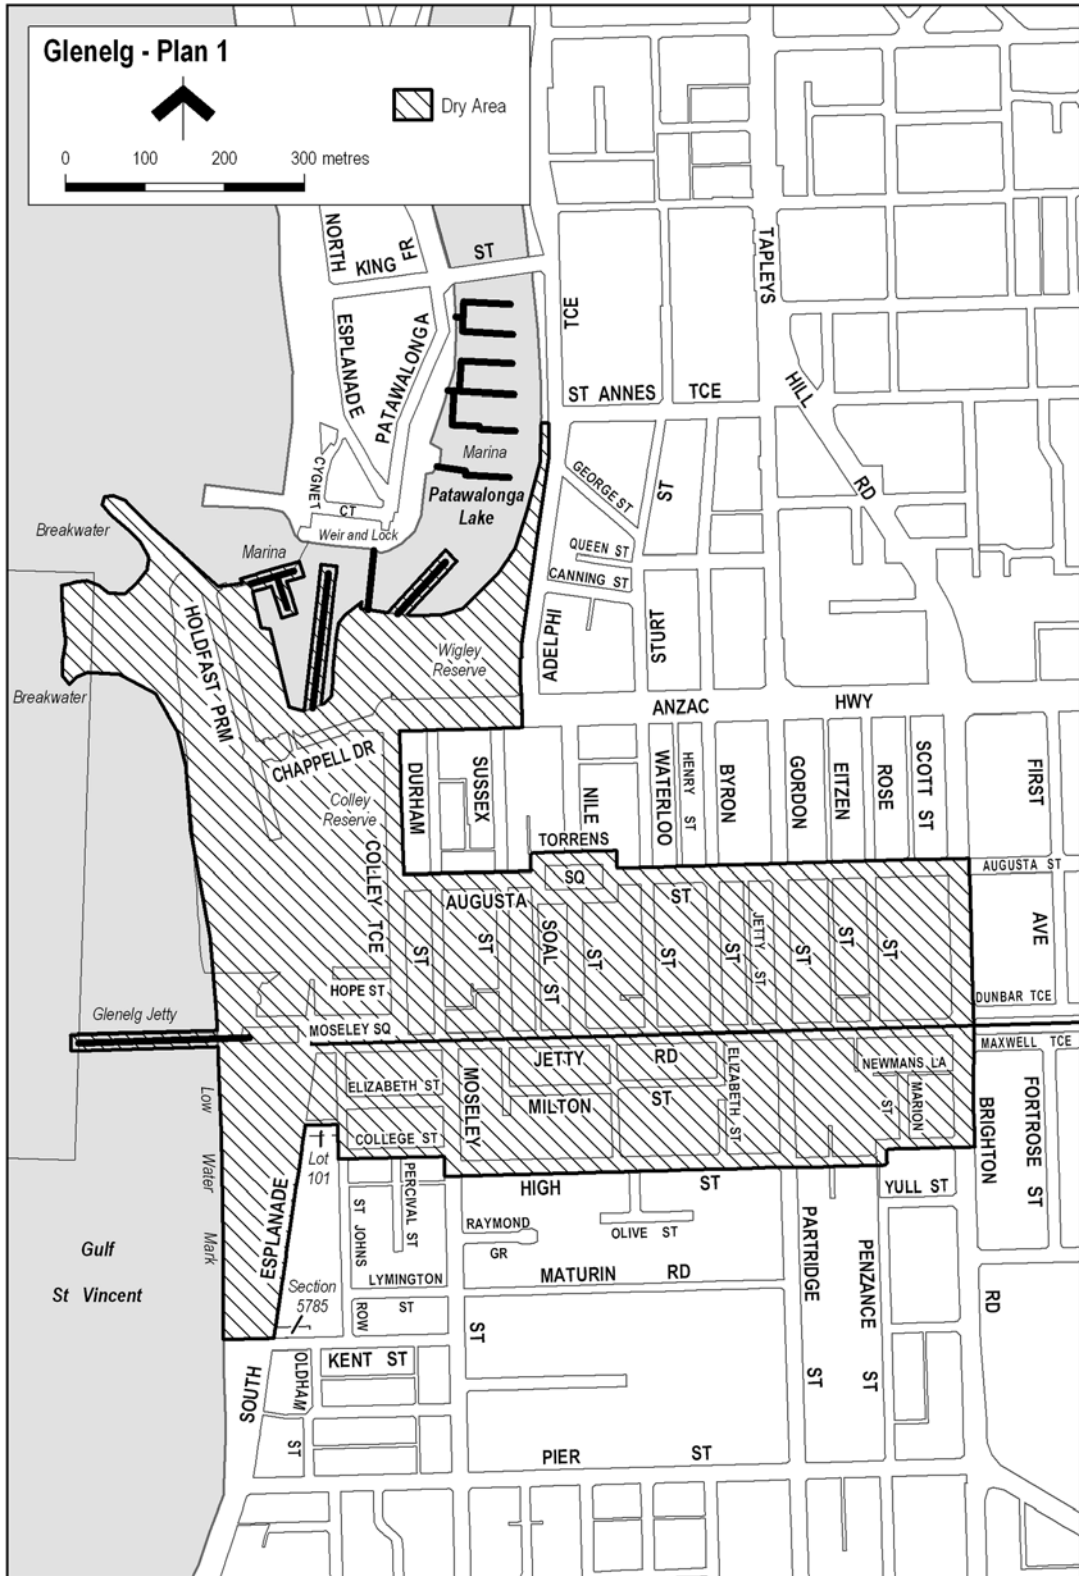 Glenelg - Plan 1
Dry Area
0 100 200 300 metres
NORTH
KING
FR
ST
TAPLEYS
TCE
ESPLANADE
PATAWALONGA
HILL
ST ANNES TCE
Marina
CYGNET
GEORGE ST
ST
RD
Patawalonga
Lake
CT
Breakwater
Weir and Lock
Marina
QUEEN ST
CANNING ST
HOLDFAST PRM
ADELPHI
STURT
Wigley
Reserve
Breakwater
ANZAC HWY
CHAPPELL DR
DURHAM
SUSSEX
NILE
WATERLOO
HENRY ST
BYRON
GORDON
EITZEN
ROSE
SCOTT ST
FIRST
Colley
Reserve
TORRENS
COLLEY TCE
SQ
AUGUSTA ST
AUGUSTA ST
ST
ST
SOAL ST
ST
ST
ST
JETTY ST
ST
ST
ST
AVE
HOPE ST
DUNBAR TCE
Glenelg Jetty
MOSELEY SQ
JETTY RD
MAXWELL TCE
ELIZABETH ST
MOSELEY
ELIZABETH ST
NEWMANS LA
MILTON ST
ST
MARION
BRIGHTON
FORTROSE ST
Low Water Mark
COLLEGE ST
Lot
101
PERCIVAL ST
HIGH ST
YULL ST
ESPLANADE
ST JOHNS
RAYMOND
GR
OLIVE ST
PARTRIDGE
PENZANCE
Gulf
St Vincent
LYMINGTON
ST
MATURIN RD
Section
5785
ROW
ST
RD
KENT ST
OLDHAM
ST
ST
ST
SOUTH
PIER ST